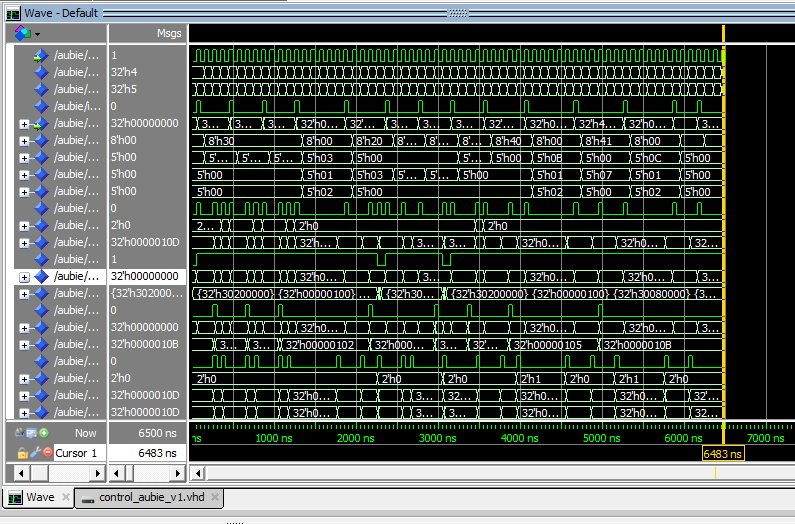 Wave - Default
Msgs
/aubie/... 1
/aubie/... 32'h4
/aubie/... 32'h5
/aubie/i... 0
/aubie/... 32'h00000000 3... 3... 3... 32'h0... 32'... 3... 3... 3... 32'h... 32'h0... 32'h4... 32'h0... 3...
/aubie/... 8'h00 8'h30 8'h00 8'h20 8'... 8'... 8'... 8'h40 8'h00 8'h41 8'h00
/aubie/... 5'h00 5'... 5'... 5'... 5'h03 5'h00 5'... 5'h00 5'h0B 5'h00 5'h0C 5'h00
/aubie/... 5'h00 5'h00 5'h01 5'h03 5'... 5'... 5'h00 5'h01 5'h07 5'h01 5'h00
/aubie/... 5'h00 5'h00 5'h02 5'h00 5'h02 5'h00 5'h02 5'h00
/aubie/... 0
/aubie/... 2'h0 2... 2'h0 2'h0
/aubie/... 32'h0000010D 32'h0... 3... 3... 32'h0... 32'h0... 32...
/aubie/... 1
/aubie/... 32'h00000000 32'h0... 3... 32'h0... 32'h0... 3...
/aubie/... {32'h302000... {32'h30200000} {32'h00000100} ... {32'h30... {32'h30200000} {32'h00000100} {32'h30080000} {3...
/aubie/... 0
/aubie/... 32'h00000000 32'h0... 32'h0... 32'h0... 3...
/aubie/... 32'h0000010B 3... 3... 32'h00000102 32'h000... 3... 32'... 32'h00000105 32'h0000010B
/aubie/... 0
/aubie/... 2'h0 2'h0 2'h0 2'h0 2'h1 2'h0 2'h1 2'h0
/aubie/... 32'h0000010D 32'h0... 3... 3... 32'h0... 32'h0... 32'...
/aubie/... 32'h0000010D 32'h0... 3... 3... 32'h0... 32'h0... 32...
Now 6500 ns ns 1000 ns 2000 ns 3000 ns 4000 ns 5000 ns 6000 ns 7000 ns
Cursor 1 6483 ns 6483 ns
Wave control_aubie_v1.vhd